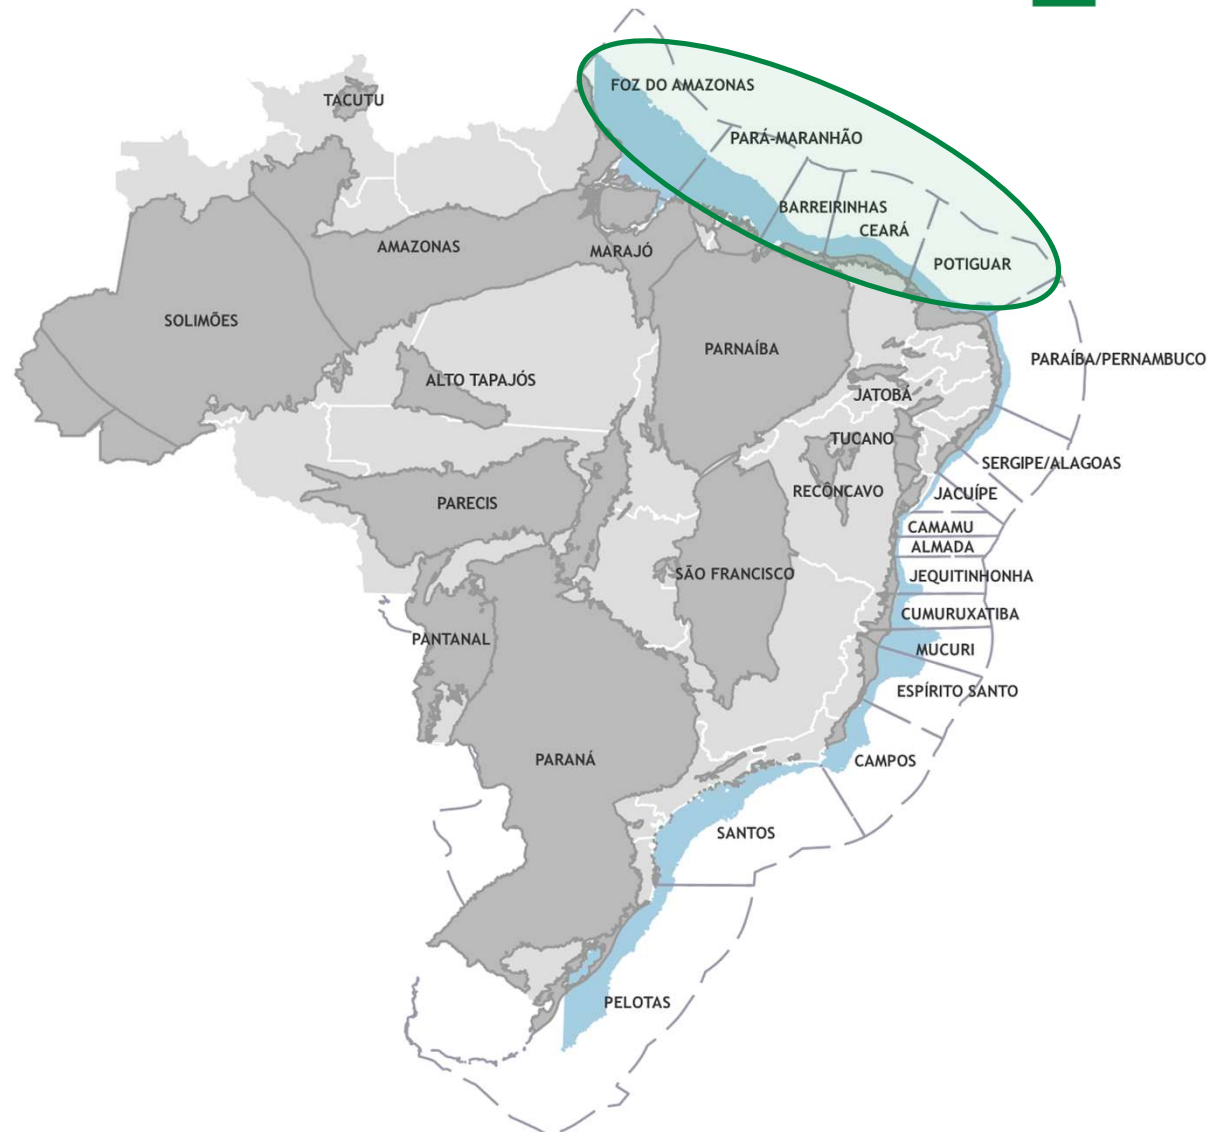 FOZ DO AMAZONAS
TACUTU
PARÁ-MARANHÃO
BARREIRINHAS
CEARÁ
AMAZONAS
MARAJÓ
POTIGUAR
SOLIMÕES
PARNAÍBA
PARAÍBA/PERNAMBUCO
ALTO TAPAJÓS
JATOBÁ
TUCANO
SERGIPE/ALAGOAS
RECÔNCAVO
JACUÍPE
PARECIS
CAMAMU
ALMADA
SÃO FRANCISCO
JEQUITINHONHA
CUMURUXATIBA
PANTANAL
MUCURI
ESPÍRITO SANTO
PARANÁ
CAMPOS
SANTOS
PELOTAS